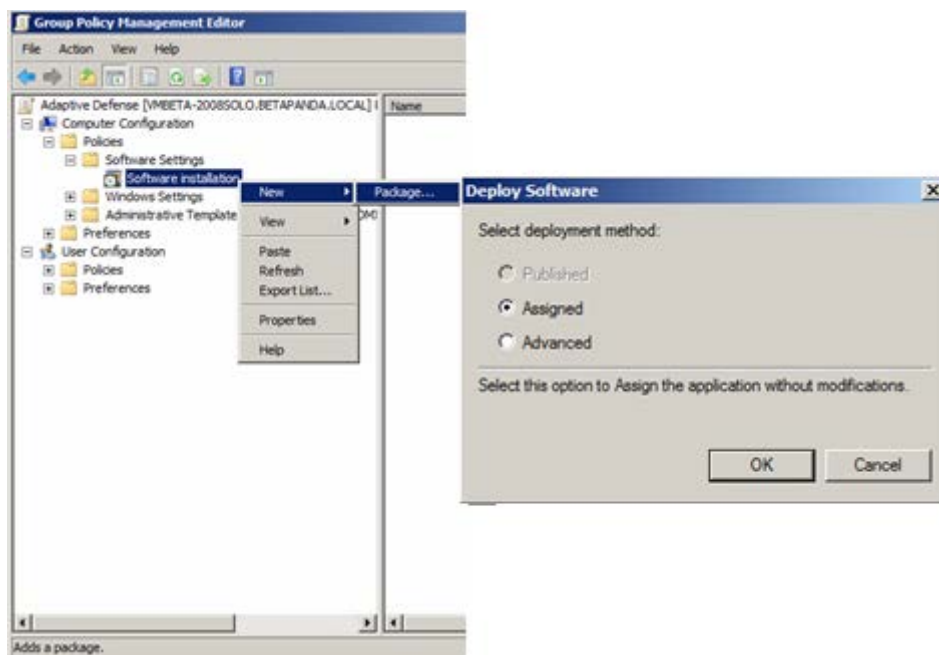 Group Policy Management Editor
File Action View Help
Adaptive Defense [VMBETA-2008SOLO.BETAPANDA.LOCAL]
Name
Computer Configuration
Policies
Software Settings
Software installation
Windows Settings
Administrative Template
Preferences
User Configuration
Policies
Preferences
New
Package...
View
Paste
Refresh
Export List...
Properties
Help
Adds a package.
Deploy Software
Select deployment method:
Published
Assigned
Advanced
Select this option to Assign the application without modifications.
OK Cancel